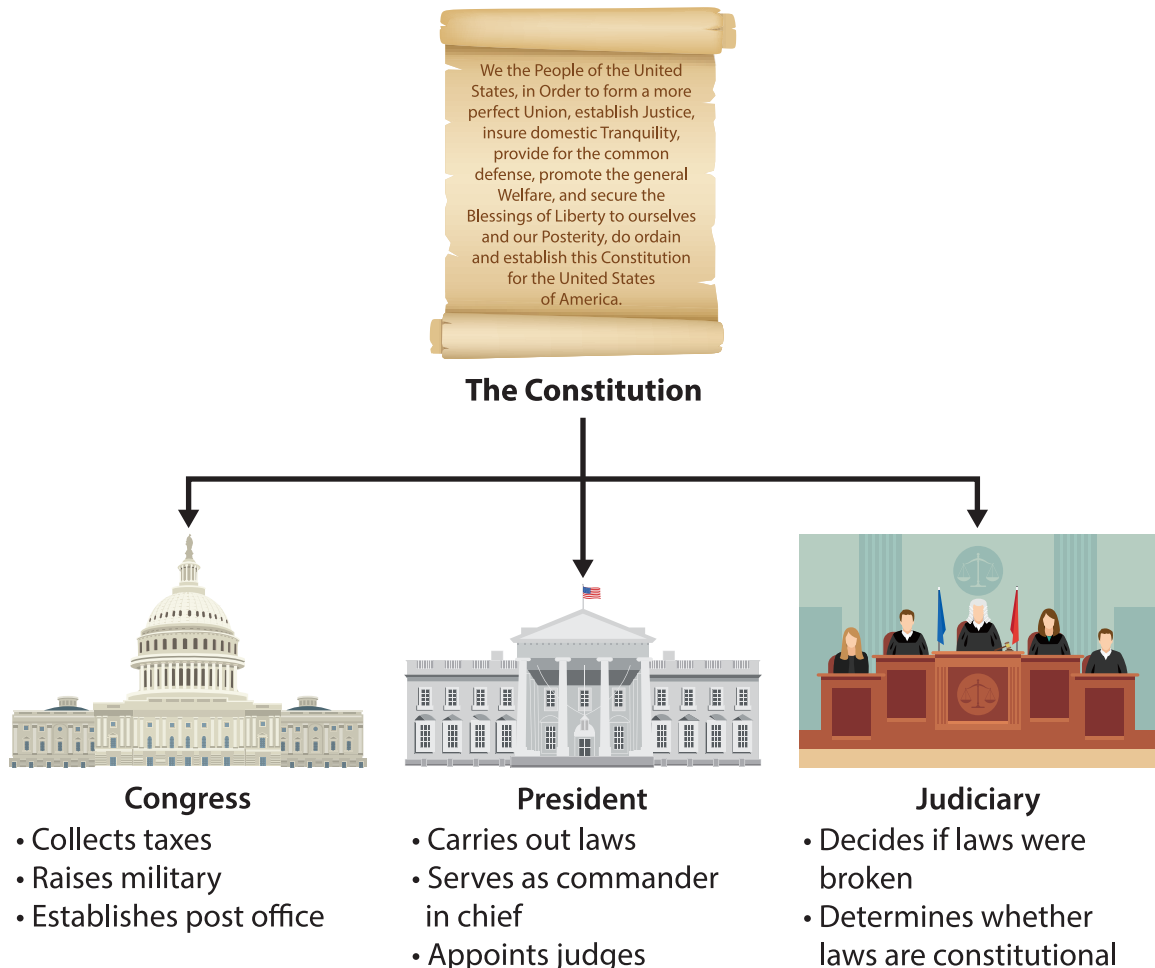 We the People of the United
States, in Order to form a more
perfect Union, establish Justice,
insure domestic Tranquility,
provide for the common
defense, promote the general
Welfare, and secure the
Blessings of Liberty to ourselves
and our Posterity, do ordain
and establish this Constitution
for the United States
of America.
The Constitution
Congress
• Collects taxes
• Raises military
• Establishes post office
President
• Carries out laws
• Serves as commander
in chief
• Appoints judges
Judiciary
• Decides if laws were
broken
• Determines whether
laws are constitutional